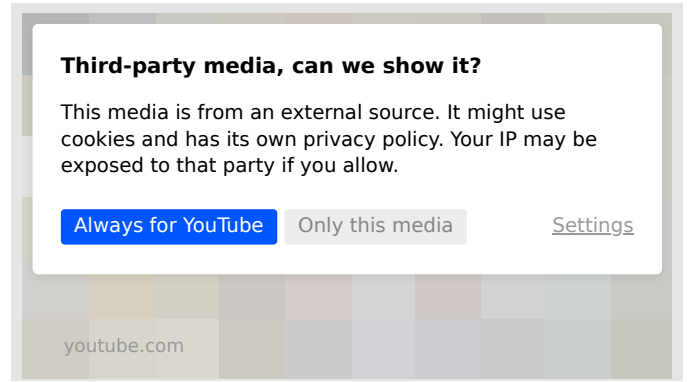 Third-party media, can we show it?
This media is from an external source. It might use
cookies and has its own privacy policy. Your IP may be
exposed to that party if you allow.
Always for YouTube Only this media Settings
youtube.com